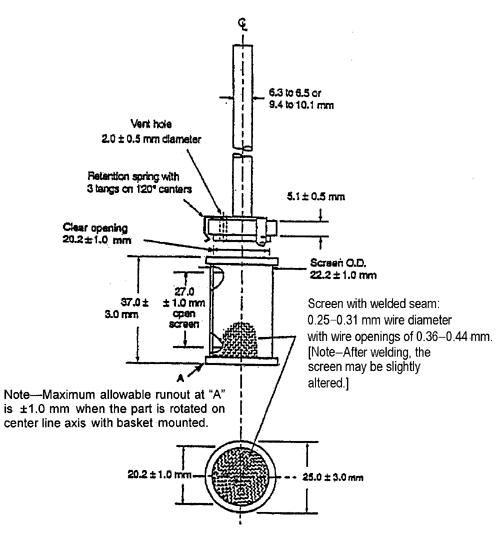 ℄
6.3 to 6.5 or
9.4 to 10.1 mm
Vent hole
2.0 ± 0.5 mm diameter
Retention spring with
3 tangs on 120° centers
5.1 ± 0.5 mm
Clear opening
20.2 ± 1.0 mm
Screen O.D.
22.2 ± 1.0 mm
27.0
± 1.0 mm
open
screen
37.0 ±
3.0 mm
Screen with welded seam:
0.25–0.31 mm wire diameter
with wire openings of 0.36–0.44 mm.
[Note–After welding, the
screen may be slightly
altered.]
A
Note—Maximum allowable runout at “A”
is ±1.0 mm when the part is rotated on
center line axis with basket mounted.
20.2 ± 1.0 mm
25.0 ± 3.0 mm